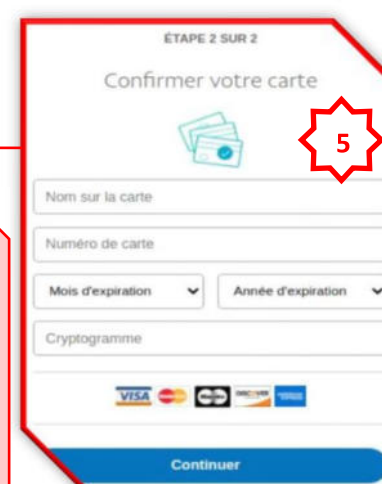 ÉTAPE 2 SUR 2
Confirmer votre carte
5
Nom sur la carte
Numéro de carte
Mois d'expiration Année d'expiration
Cryptogramme
VISA DISCOVER
Continuer